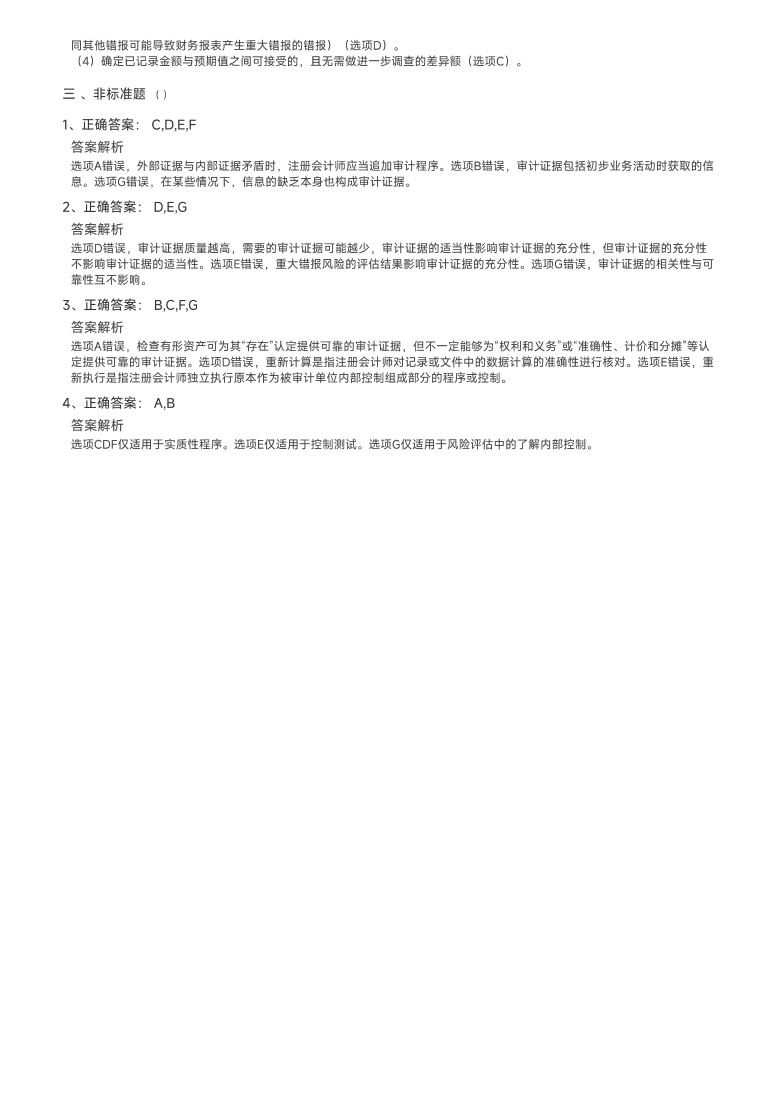 同其他错报可能导致财务报表产生重大错报的错报）（选项D）。
（4）确定已记录金额与预期值之间可接受的，且无需做进一步调查的差异额（选项C）。
三 、非标准题 （ ）
1、正确答案： C,D,E,F
答案解析
选项A错误，外部证据与内部证据矛盾时，注册会计师应当追加审计程序。选项B错误，审计证据包括初步业务活动时获取的信
息。选项G错误，在某些情况下，信息的缺乏本身也构成审计证据。
2、正确答案： D,E,G
答案解析
选项D错误，审计证据质量越高，需要的审计证据可能越少，审计证据的适当性影响审计证据的充分性，但审计证据的充分性
不影响审计证据的适当性。选项E错误，重大错报风险的评估结果影响审计证据的充分性。选项G错误，审计证据的相关性与可
靠性互不影响。
3、正确答案： B,C,F,G
答案解析
选项A错误，检查有形资产可为其“存在”认定提供可靠的审计证据，但不一定能够为“权利和义务”或“准确性、计价和分摊”等认
定提供可靠的审计证据。选项D错误，重新计算是指注册会计师对记录或文件中的数据计算的准确性进行核对。选项E错误，重
新执行是指注册会计师独立执行原本作为被审计单位内部控制组成部分的程序或控制。
4、正确答案： A,B
答案解析
选项CDF仅适用于实质性程序。选项E仅适用于控制测试。选项G仅适用于风险评估中的了解内部控制。